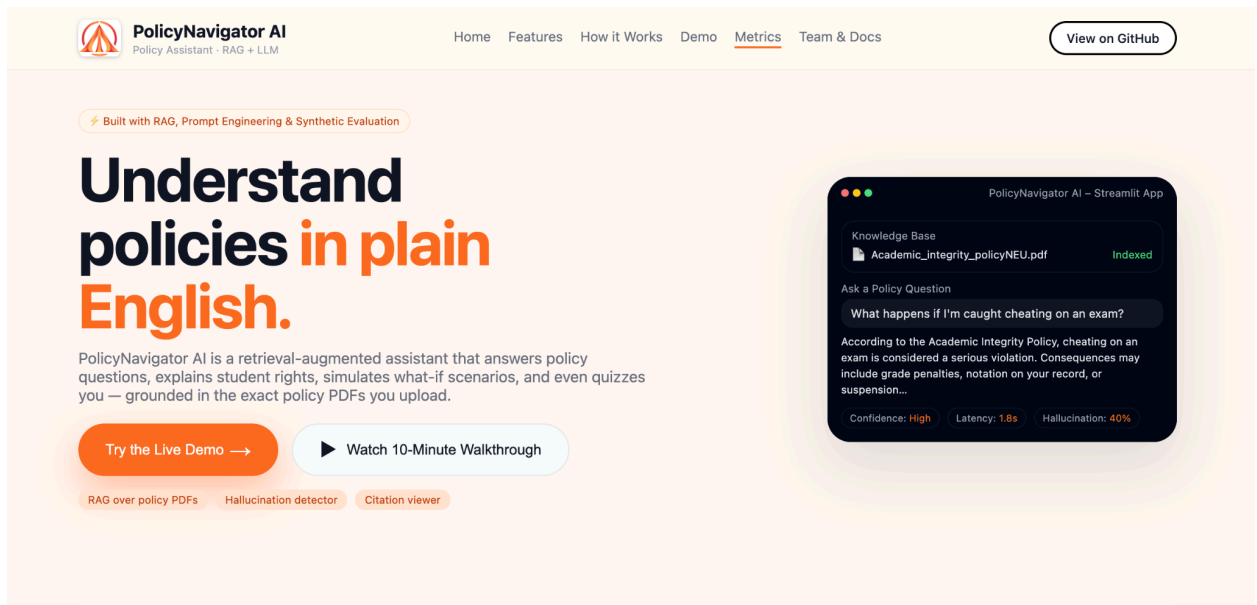 PolicyNavigator AI
Policy Assistant · RAG + LLM
Home Features How it Works Demo Metrics Team & Docs
View on GitHub
⚡ Built with RAG, Prompt Engineering & Synthetic Evaluation
Understand
policies in plain
English.
PolicyNavigator AI is a retrieval-augmented assistant that answers policy
questions, explains student rights, simulates what-if scenarios, and even quizzes
you — grounded in the exact policy PDFs you upload.
Try the Live Demo →
▶ Watch 10-Minute Walkthrough
RAG over policy PDFs Hallucination detector Citation viewer
PolicyNavigator AI – Streamlit App
Knowledge Base
Academic_integrity_policyNEU.pdf Indexed
Ask a Policy Question
What happens if I'm caught cheating on an exam?
According to the Academic Integrity Policy, cheating on an
exam is considered a serious violation. Consequences may
include grade penalties, notation on your record, or
suspension...
Confidence: High Latency: 1.8s Hallucination: 40%